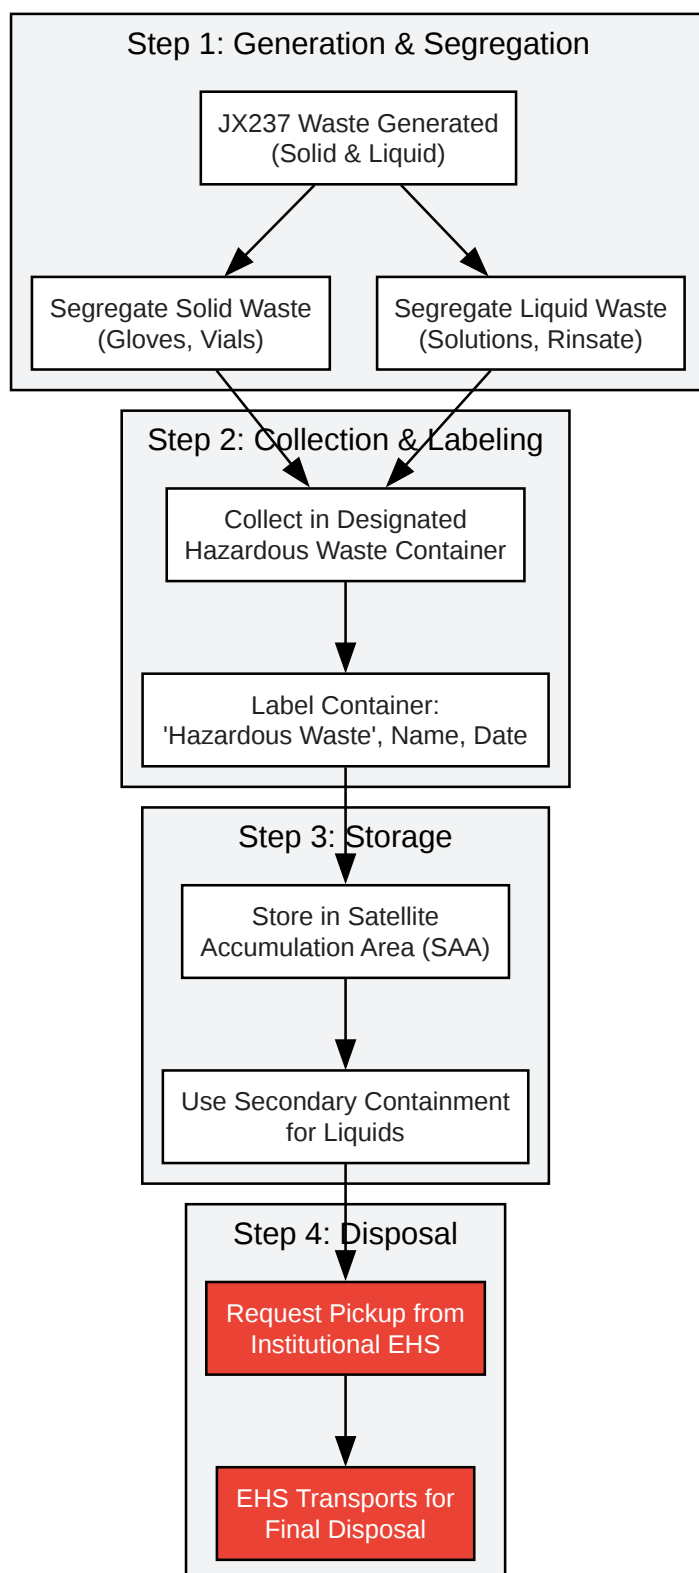 Step 1: Generation & Segregation
JX237 Waste Generated
(Solid & Liquid)
Segregate Solid Waste
(Gloves, Vials)
Segregate Liquid Waste
(Solutions, Rinsate)
Step 2: Collection & Labeling
Collect in Designated
Hazardous Waste Container
Label Container:
'Hazardous Waste', Name, Date
Step 3: Storage
Store in Satellite
Accumulation Area (SAA)
Use Secondary Containment
for Liquids
Step 4: Disposal
Request Pickup from
Institutional EHS
EHS Transports for
Final Disposal